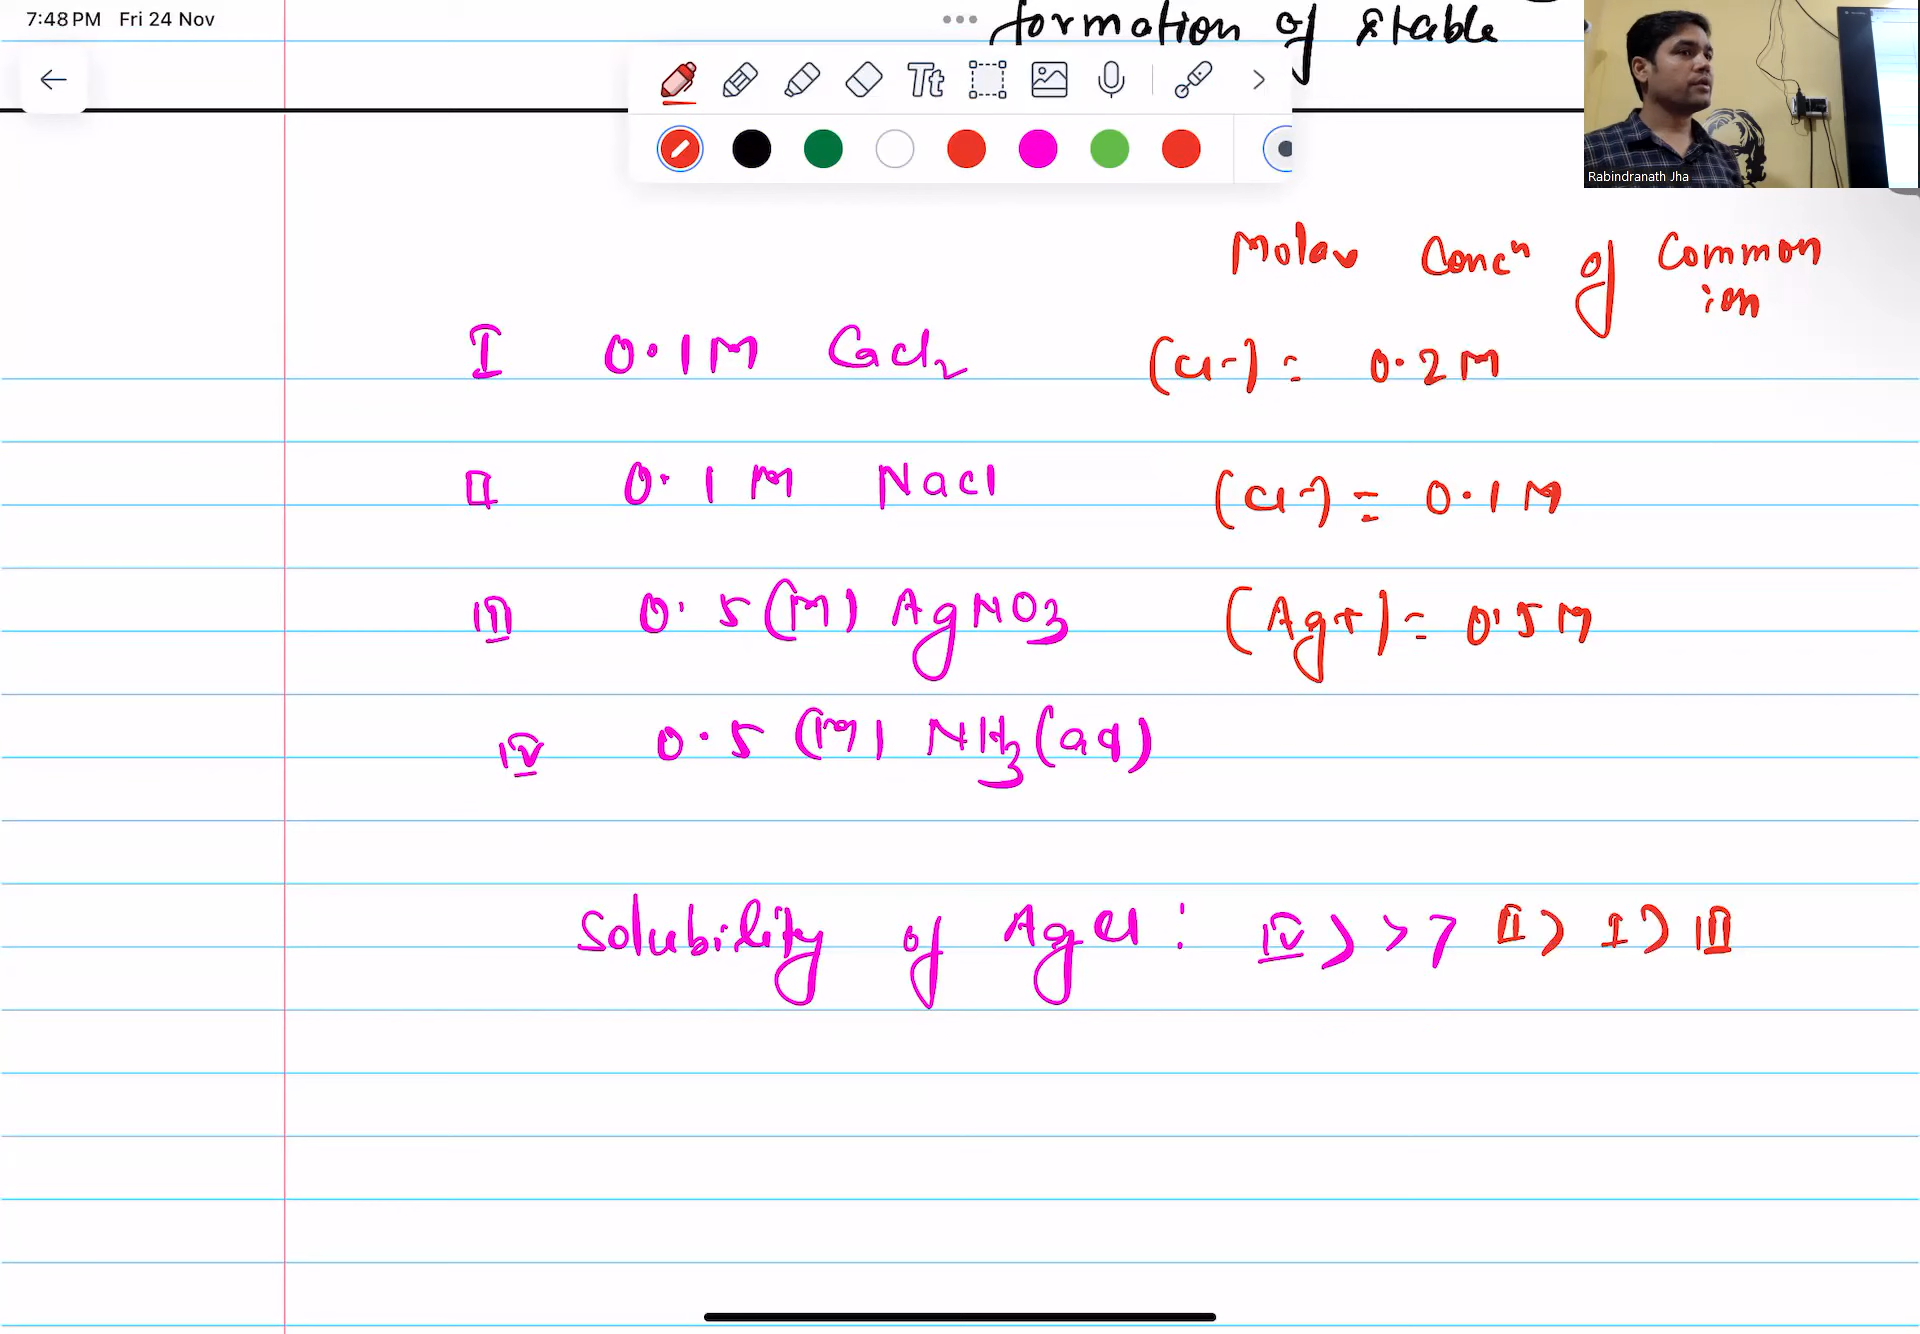 7:48 PM Fri 24 Nov
formation of stable
Tt
Rabindranath Jha
Molar Concn of Common
ion
I 0.1M CaCl2 (Cl-) = 0.2 M
II 0.1 M NaCl (Cl-) = 0.1 M
III 0.5 (M) AgNO3 (Ag+) = 0.5 M
IV 0.5 (M) NH3 (aq)
Solubility of AgCl : IV >>> II > I > III